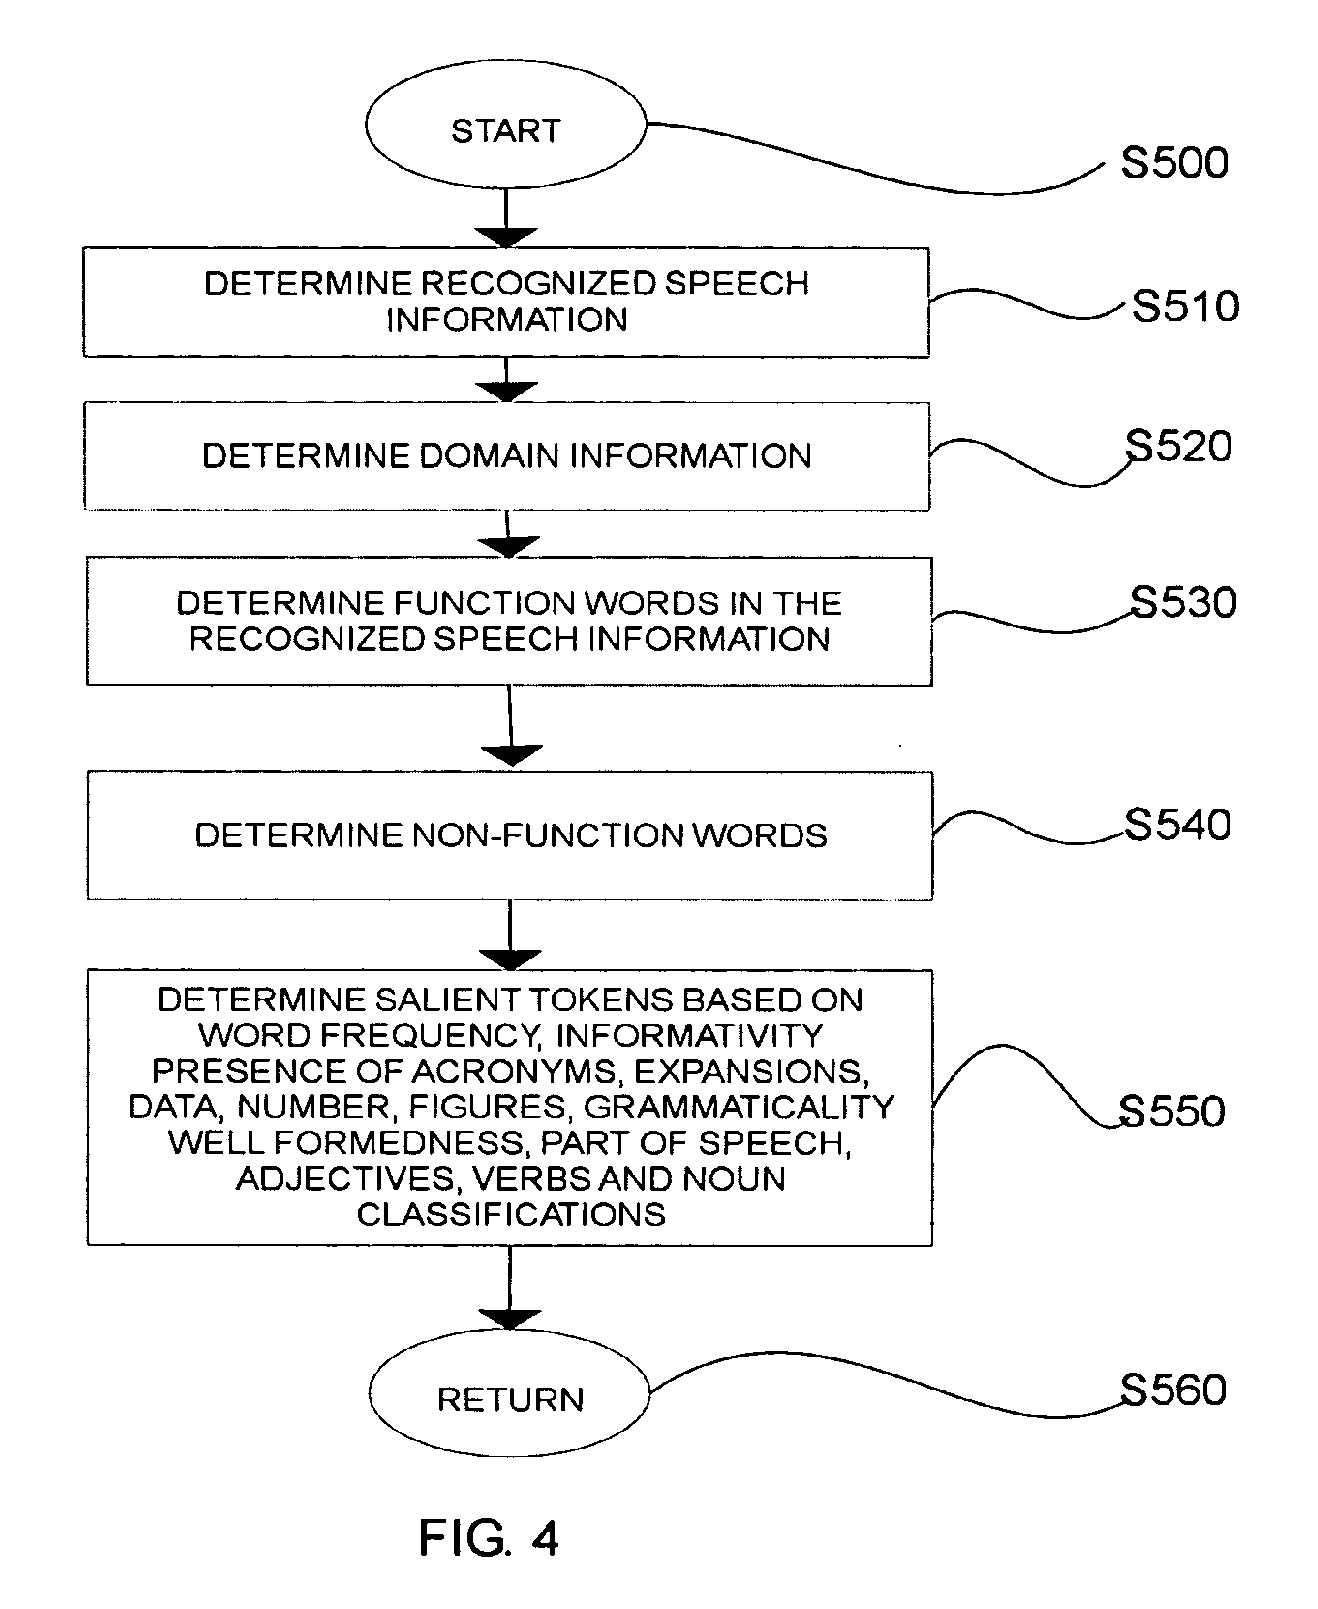 START
S500
DETERMINE RECOGNIZED SPEECH
INFORMATION
S510
DETERMINE DOMAIN INFORMATION
S520
DETERMINE FUNCTION WORDS IN THE
RECOGNIZED SPEECH INFORMATION
S530
DETERMINE NON-FUNCTION WORDS
S540
DETERMINE SALIENT TOKENS BASED ON
WORD FREQUENCY, INFORMATIVITY
PRESENCE OF ACRONYMS, EXPANSIONS,
DATA, NUMBER, FIGURES, GRAMMATICALITY
WELL FORMEDNESS, PART OF SPEECH,
ADJECTIVES, VERBS AND NOUN
CLASSIFICATIONS
S550
RETURN
S560
FIG. 4